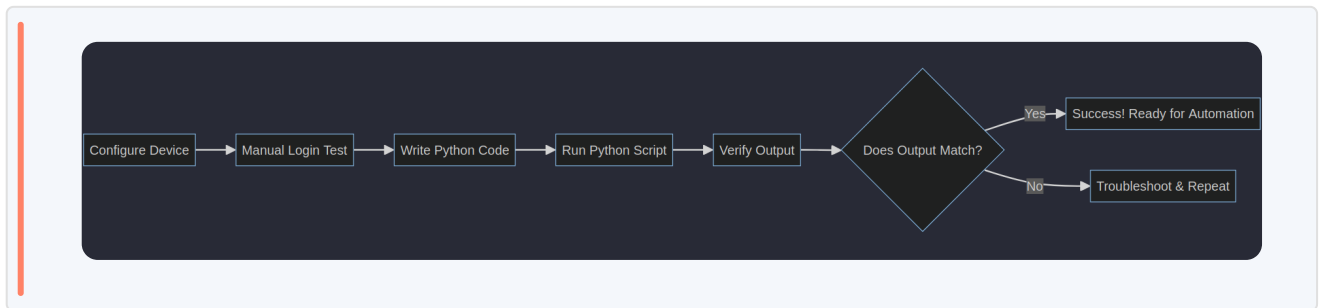 Configure Device
Manual Login Test
Write Python Code
Run Python Script
Verify Output
Does Output Match?
Yes
Success! Ready for Automation
No
Troubleshoot & Repeat